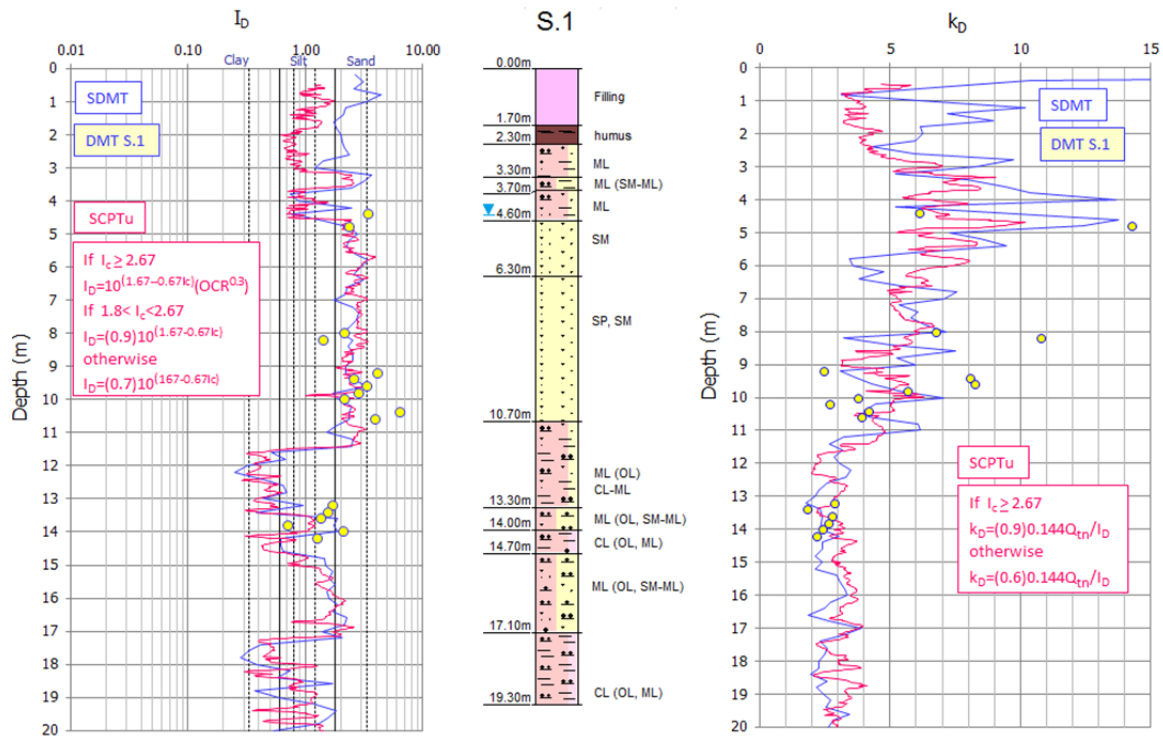 I_D
0.01 0.10 1.00 10.00
Clay Silt Sand
Depth (m)
0
1
2
3
4
5
6
7
8
9
10
11
12
13
14
15
16
17
18
19
20
SDMT
DMT S.1
SCPTu
If I_c ≥ 2.67
I_D=10^(1.67–0.67Ic)(OCR^0.3)
If 1.8< I_c<2.67
I_D=(0.9)10^(1.67-0.67Ic)
otherwise
I_D=(0.7)10^(167-0.67Ic)
S.1
0.00m
Filling
1.70m
humus
2.30m
ML
3.30m
ML (SM-ML)
3.70m
ML
4.60m
SM
6.30m
SP, SM
10.70m
ML (OL)
CL-ML
13.30m
ML (OL, SM-ML)
14.00m
CL (OL, ML)
14.70m
ML (OL, SM-ML)
17.10m
CL (OL, ML)
19.30m
k_D
0 5 10 15
Depth (m)
0
1
2
3
4
5
6
7
8
9
10
11
12
13
14
15
16
17
18
19
20
SDMT
DMT S.1
SCPTu
If I_c ≥ 2.67
k_D=(0.9)0.144Q_tn/I_D
otherwise
k_D=(0.6)0.144Q_tn/I_D